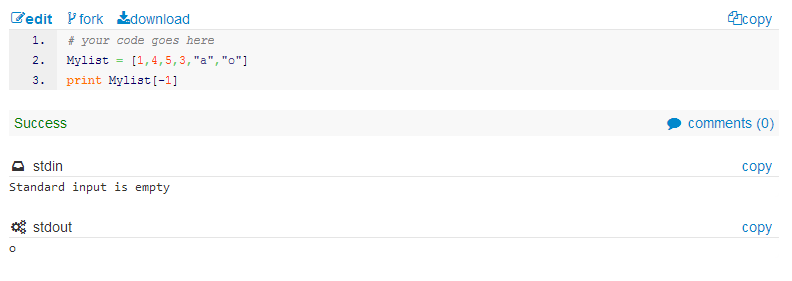 edit fork download copy
1. # your code goes here
2. Mylist = [1,4,5,3,"a","o"]
3. print Mylist[-1]
Success comments (0)
stdin copy
Standard input is empty
stdout copy
o